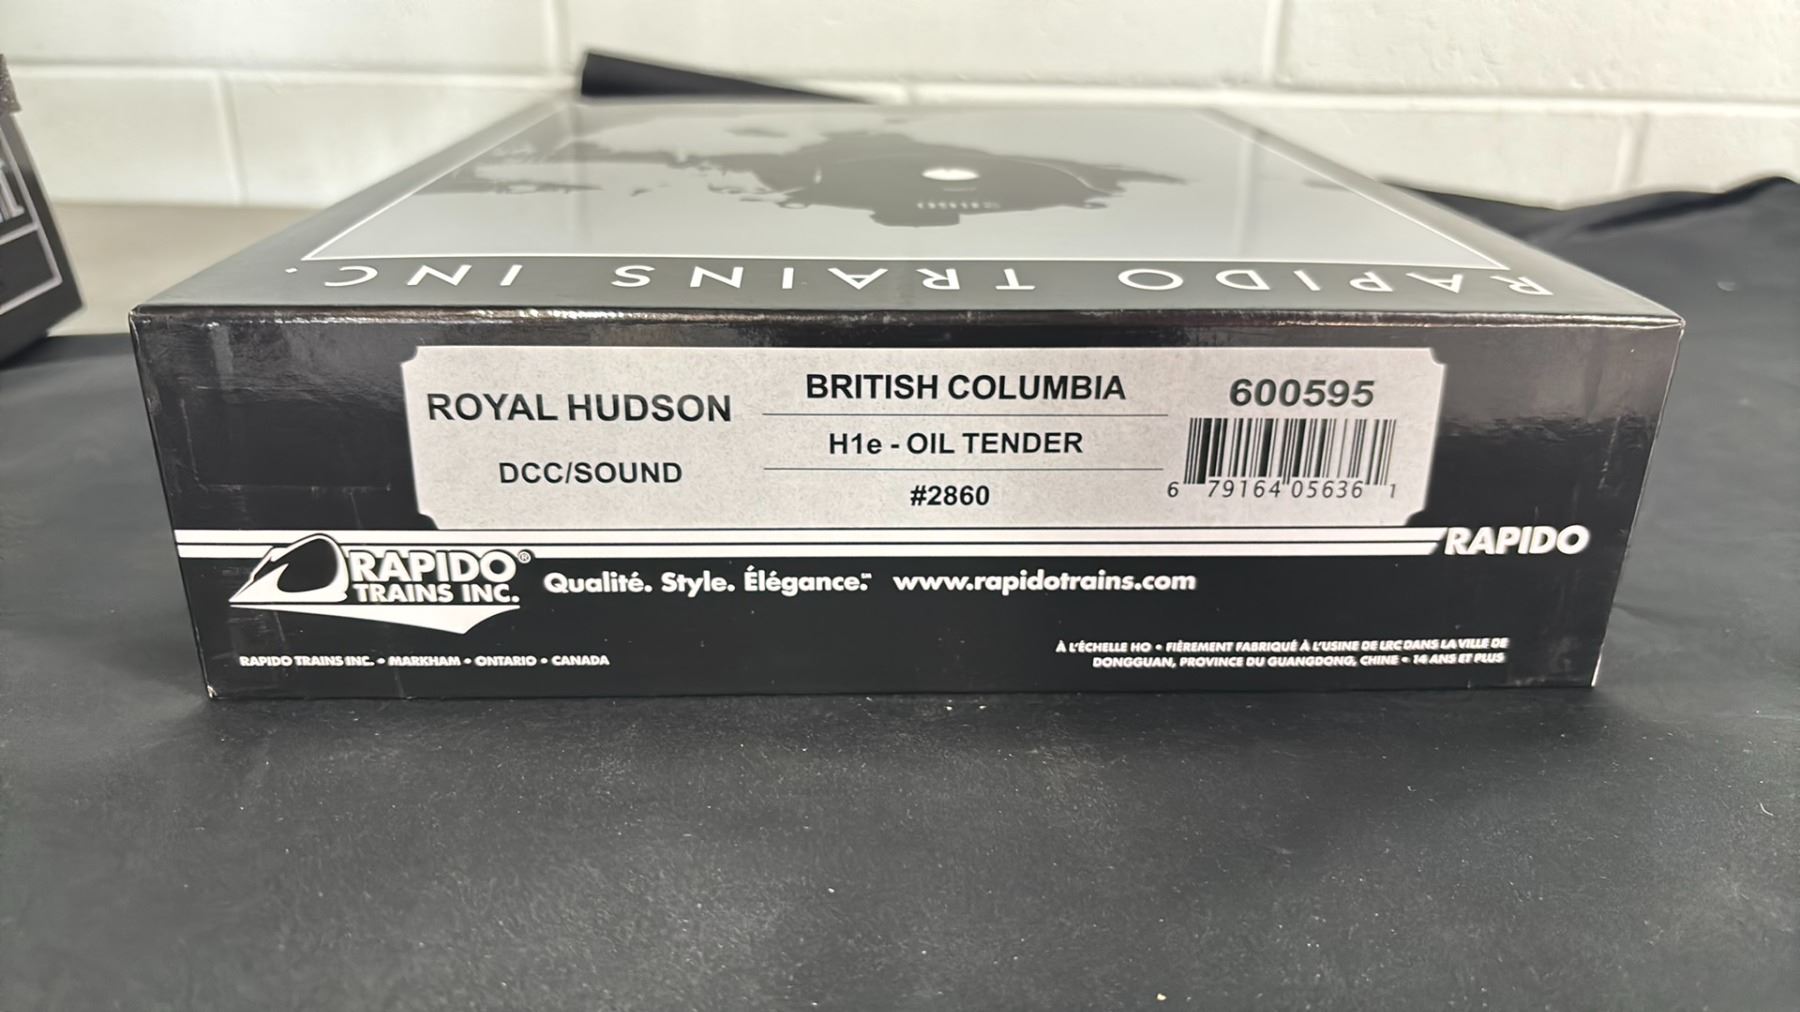 RAPIDO TRAINS INC.
ROYAL HUDSON
DCC/SOUND
BRITISH COLUMBIA
H1e - OIL TENDER
#2860
600595
6 79164 05636 1
RAPIDO
RAPIDO®
TRAINS INC.
Qualité. Style. Élégance.℠ www.rapidotrains.com
RAPIDO TRAINS INC. • MARKHAM • ONTARIO • CANADA
À L'ÉCHELLE HO • FIÈREMENT FABRIQUÉ À L'USINE DE LRC DANS LA VILLE DE
DONGGUAN, PROVINCE DU GUANGDONG, CHINE • 14 ANS ET PLUS